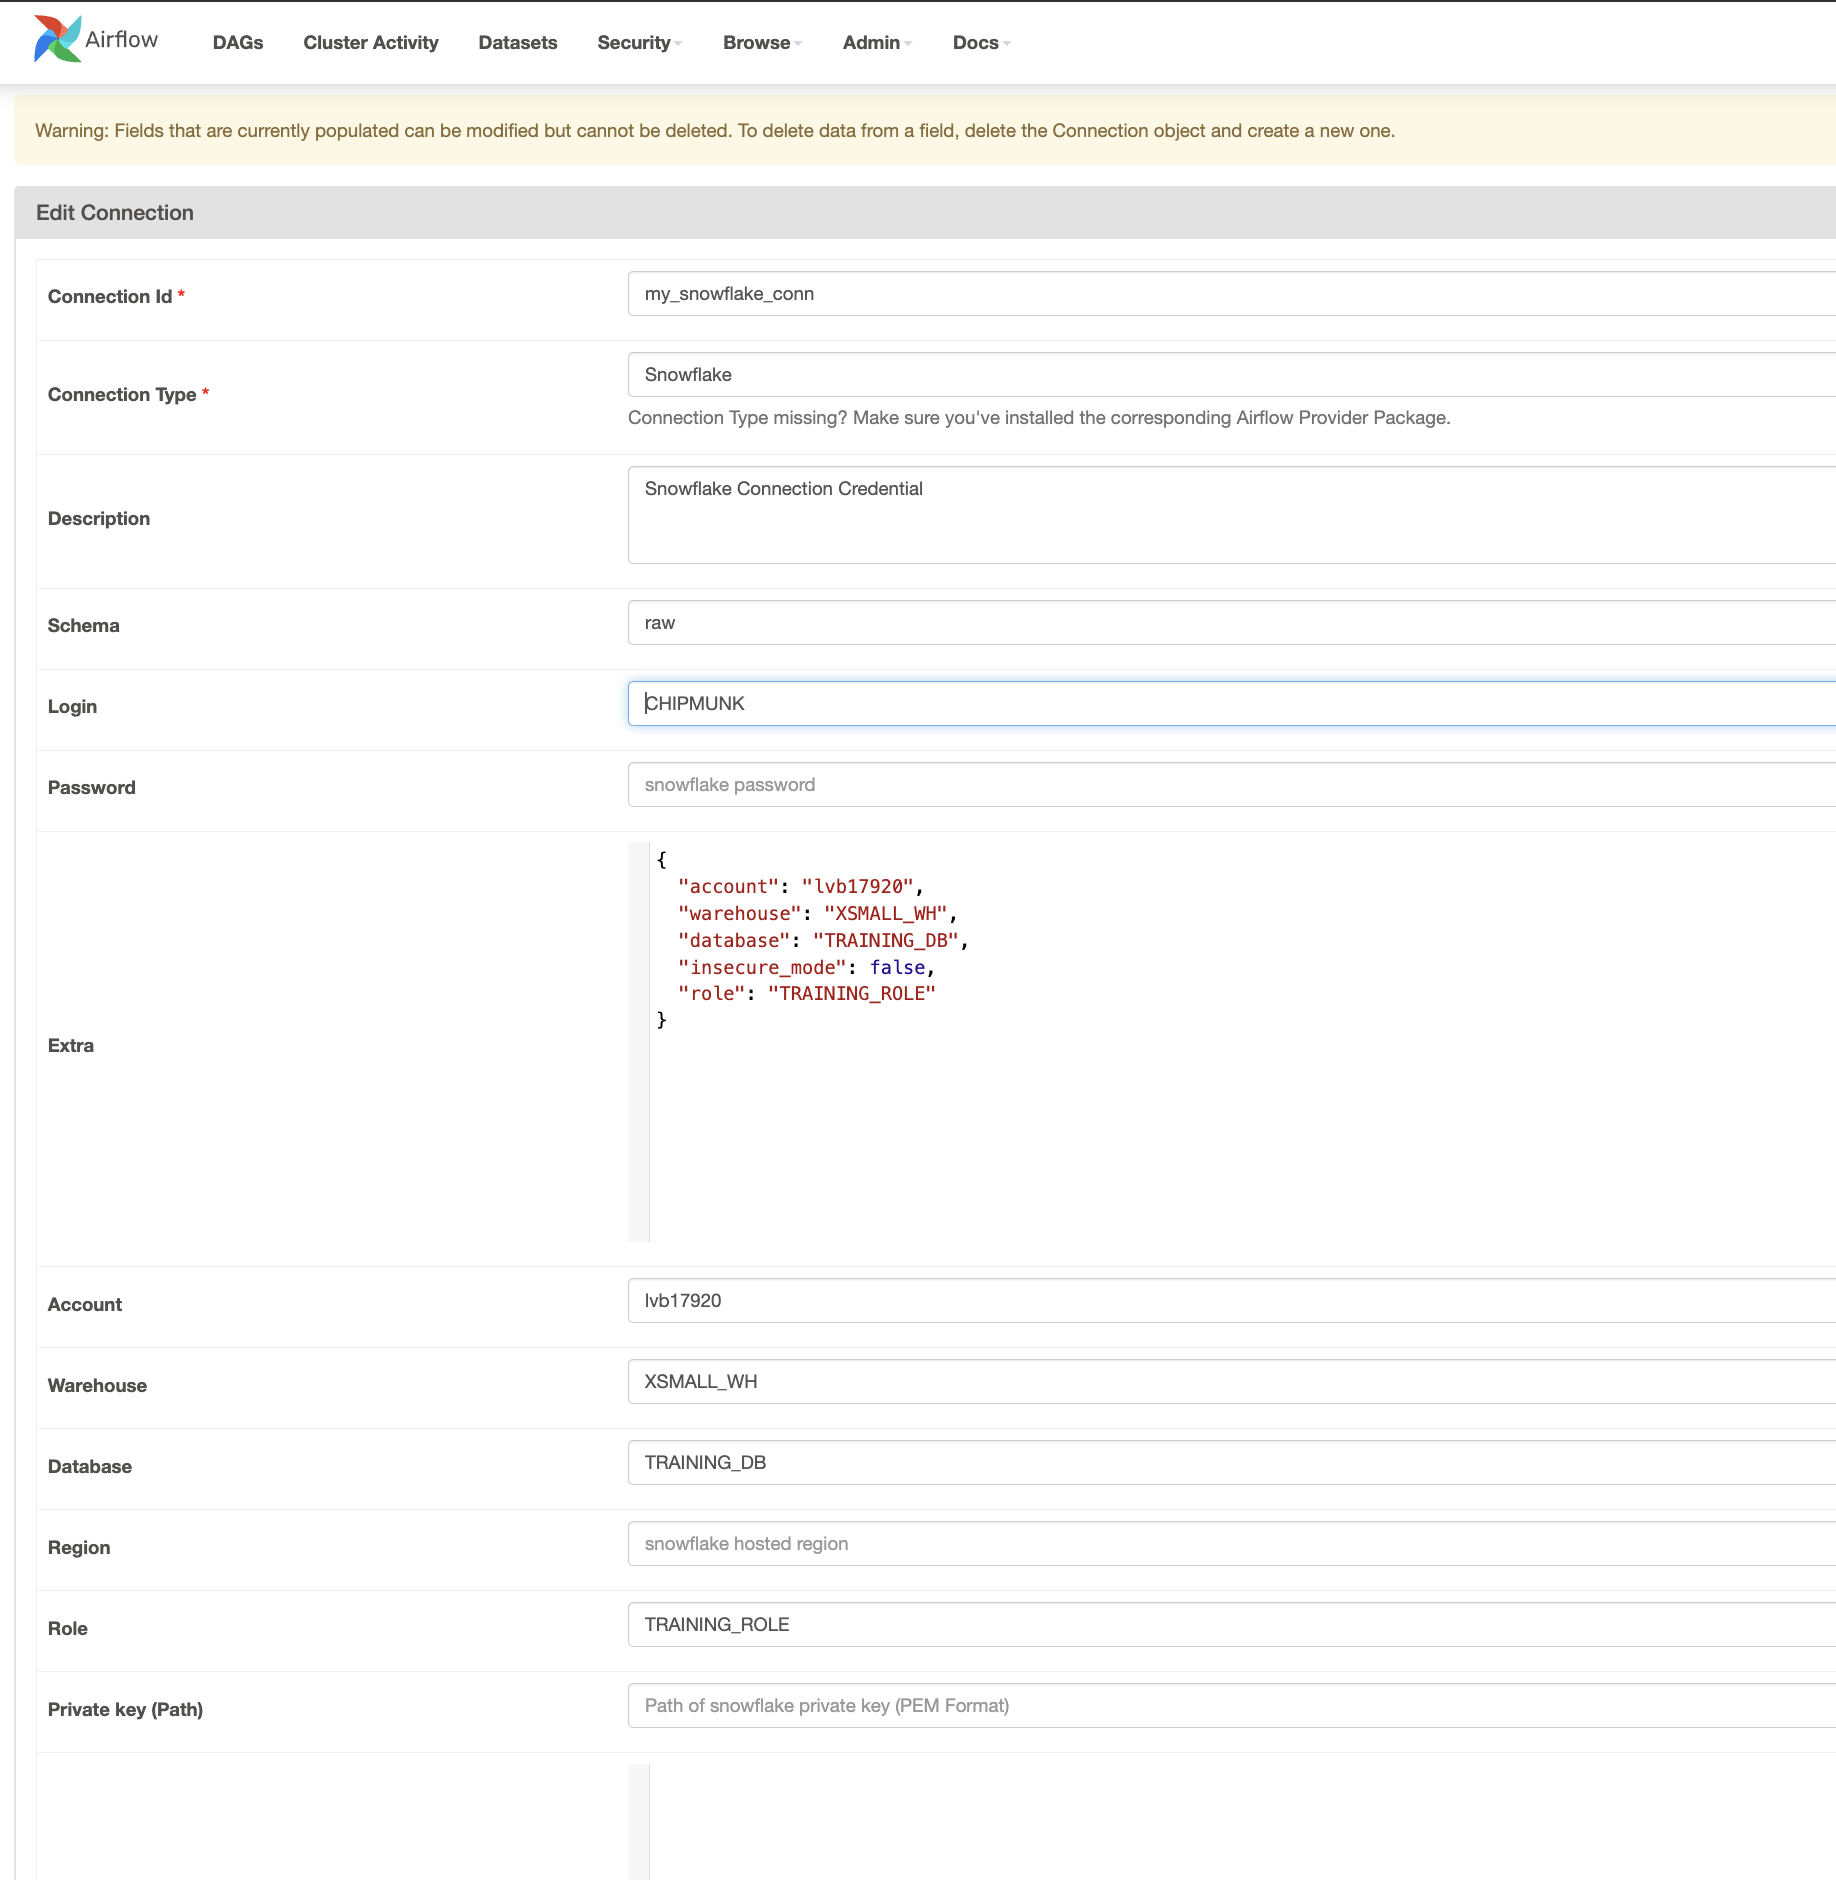 Airflow DAGs Cluster Activity Datasets Security Browse Admin Docs
Warning: Fields that are currently populated can be modified but cannot be deleted. To delete data from a field, delete the Connection object and create a new one.
Edit Connection
Connection Id * my_snowflake_conn
Connection Type * Snowflake
Connection Type missing? Make sure you've installed the corresponding Airflow Provider Package.
Description Snowflake Connection Credential
Schema raw
Login CHIPMUNK
Password snowflake password
Extra
{
"account": "lvb17920",
"warehouse": "XSMALL_WH",
"database": "TRAINING_DB",
"insecure_mode": false,
"role": "TRAINING_ROLE"
}
Account lvb17920
Warehouse XSMALL_WH
Database TRAINING_DB
Region snowflake hosted region
Role TRAINING_ROLE
Private key (Path) Path of snowflake private key (PEM Format)